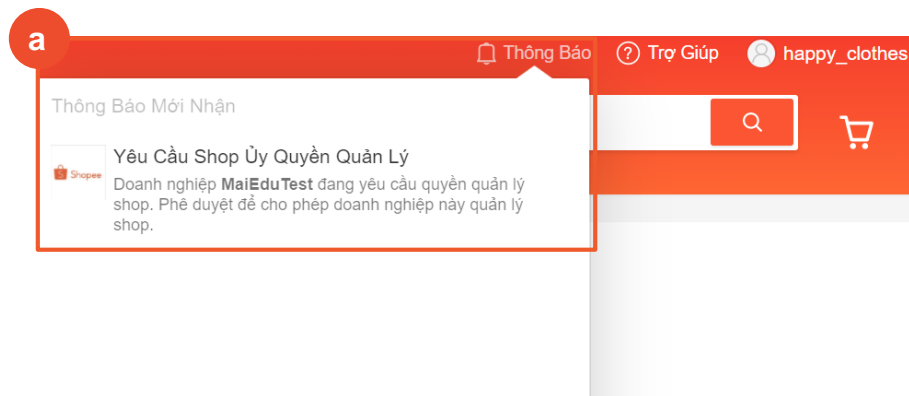 a
Thông Báo
? Trợ Giúp
happy_clothes
Thông Báo Mới Nhận
Shopee
Yêu Cầu Shop Ủy Quyền Quản Lý
Doanh nghiệp MaiEduTest đang yêu cầu quyền quản lý
shop. Phê duyệt để cho phép doanh nghiệp này quản lý
shop.